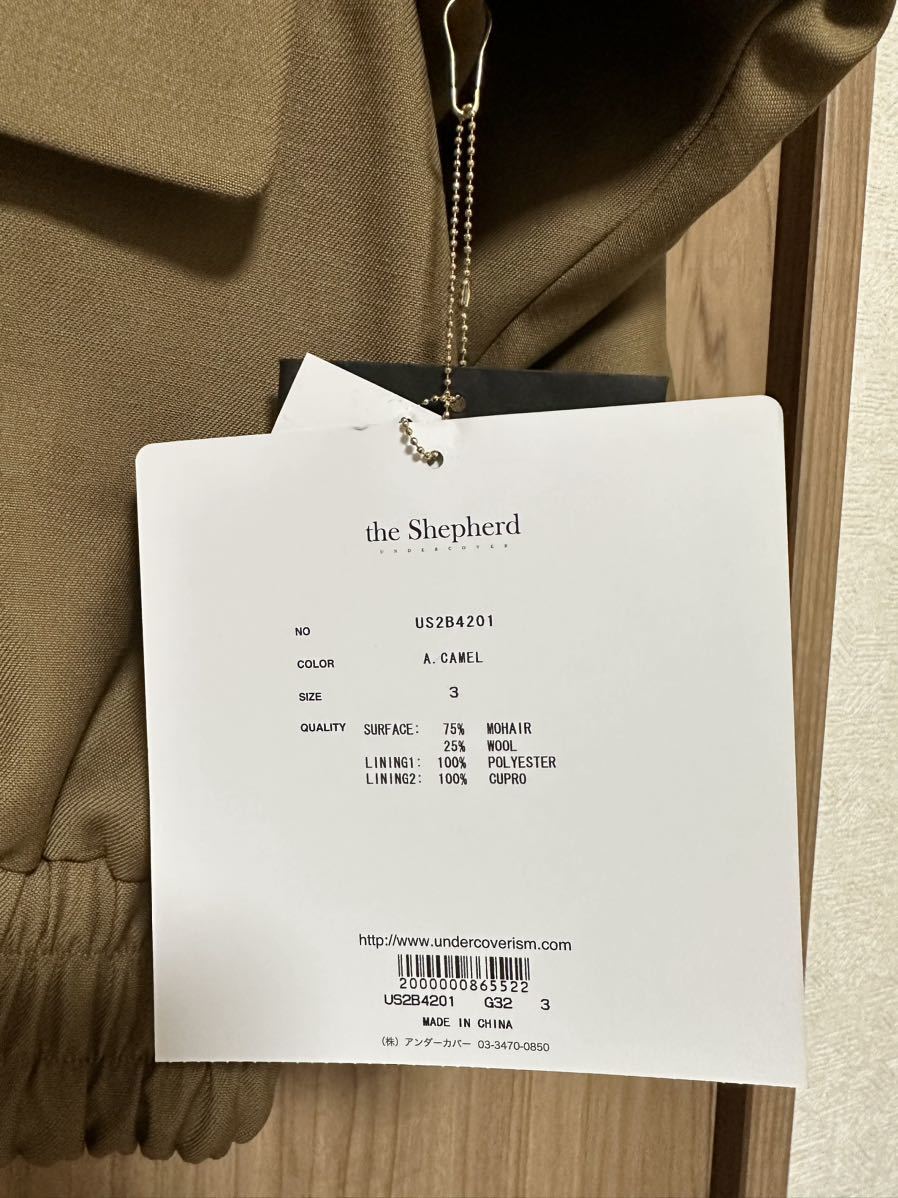 the Shepherd
UNDERCOVER
NO US2B4201
COLOR A.CAMEL
SIZE 3
QUALITY SURFACE: 75% MOHAIR
25% WOOL
LINING1: 100% POLYESTER
LINING2: 100% CUPRO
http://www.undercoverism.com
2000000865522
US2B4201 G32 3
MADE IN CHINA
(株) アンダーカバー 03-3470-0850